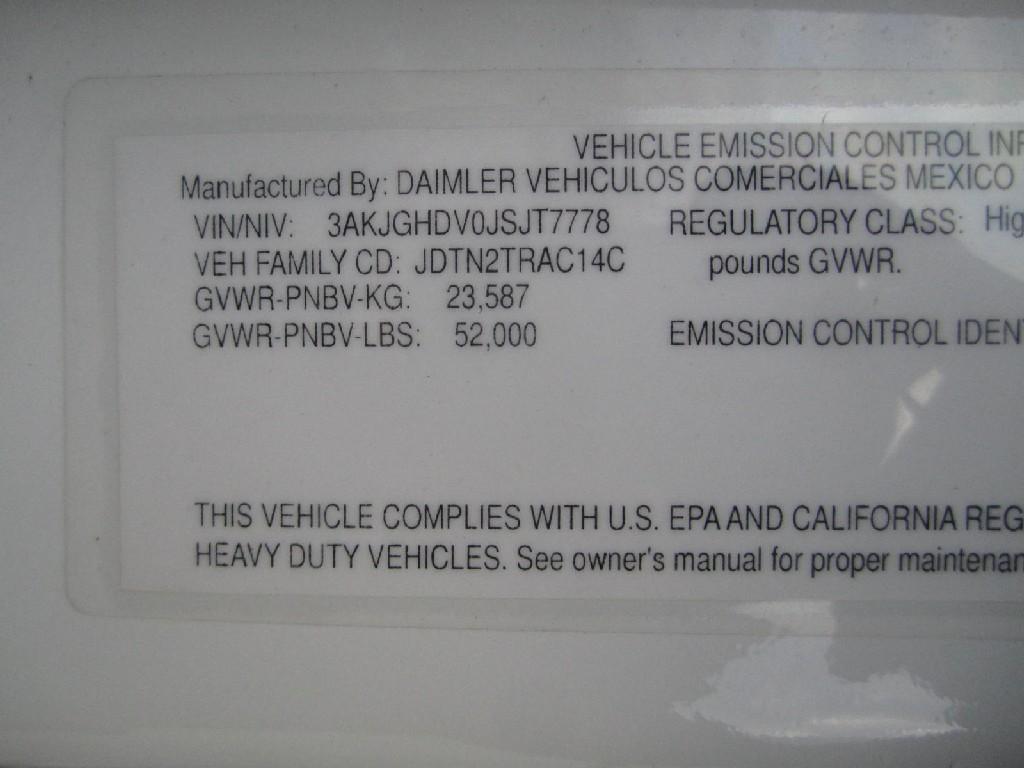 VEHICLE EMISSION CONTROL INF
Manufactured By: DAIMLER VEHICULOS COMERCIALES MEXICO
VIN/NIV: 3AKJGHDV0JSJT7778 REGULATORY CLASS: Hig
VEH FAMILY CD: JDTN2TRAC14C pounds GVWR.
GVWR-PNBV-KG: 23,587
GVWR-PNBV-LBS: 52,000 EMISSION CONTROL IDEN
THIS VEHICLE COMPLIES WITH U.S. EPA AND CALIFORNIA REG
HEAVY DUTY VEHICLES. See owner's manual for proper maintenan